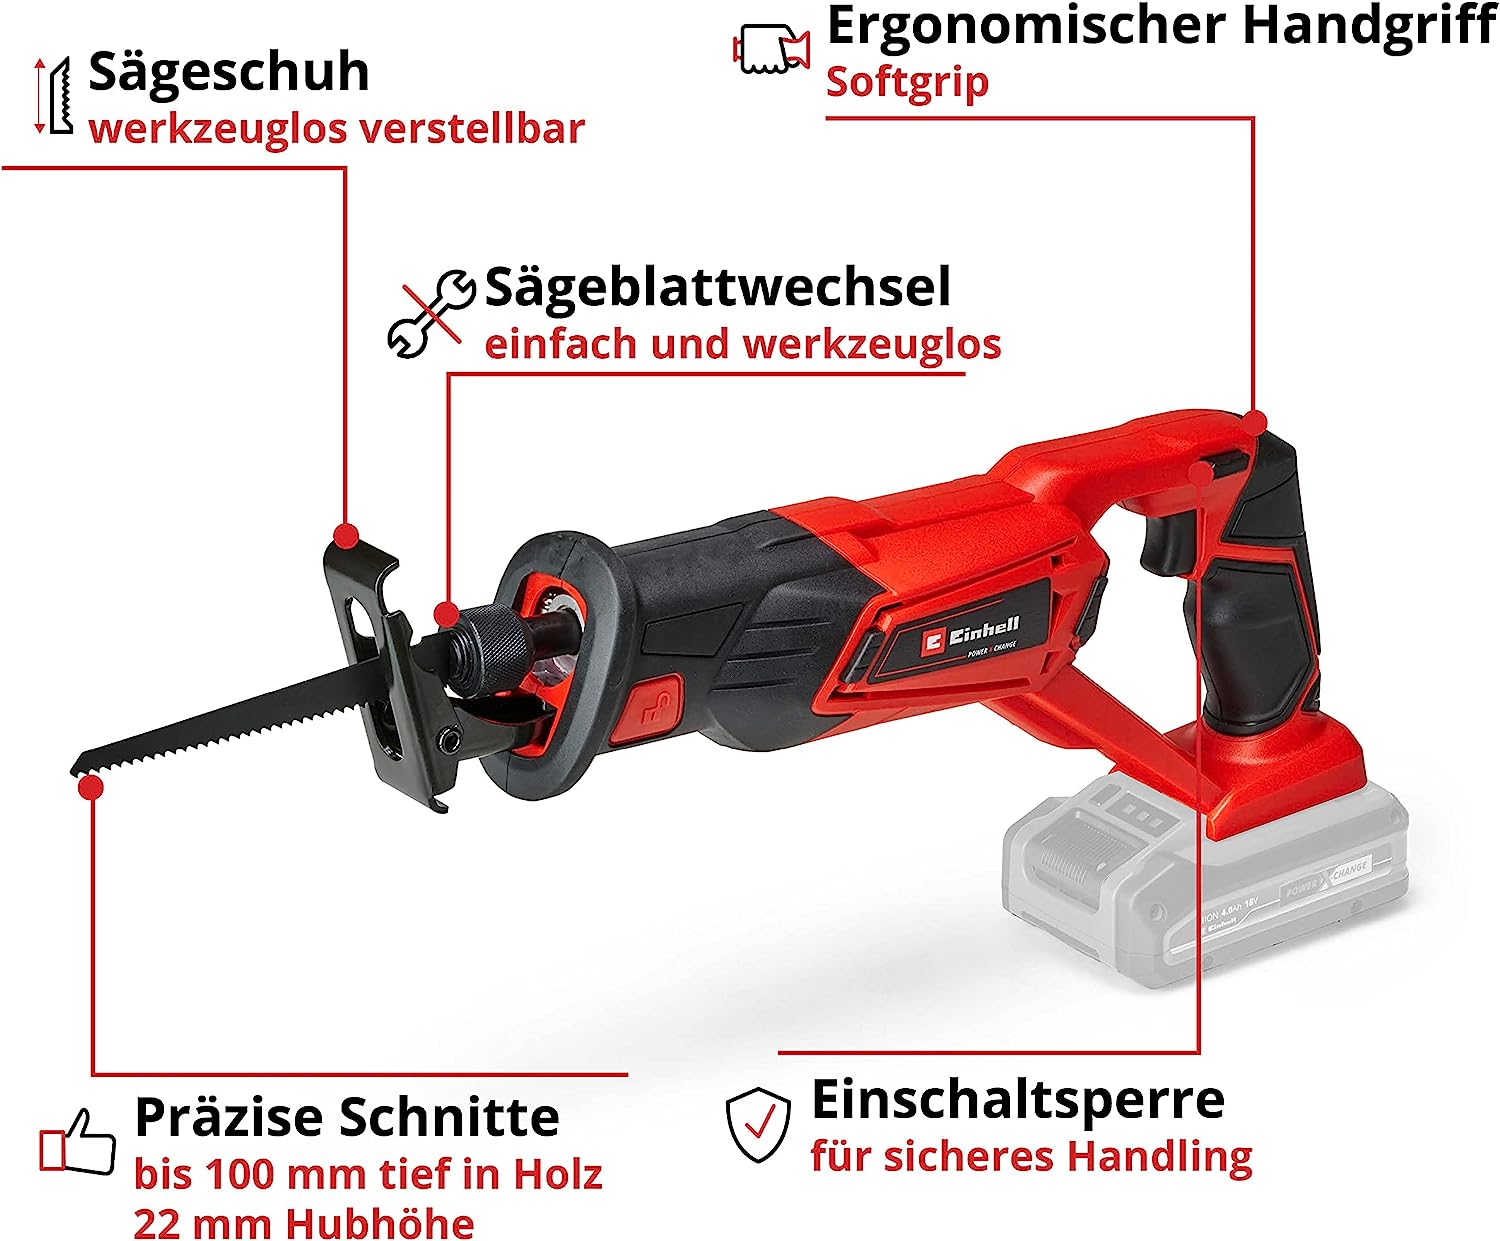 Ergonomischer Handgriff
Softgrip
Sägeschuh
werkzeuglos verstellbar
Sägeblattwechsel
einfach und werkzeuglos
E Einhell
POWER X CHANGE
POWER X-CHANGE
ION 4.0Ah 18V
Einhell
Präzise Schnitte
bis 100 mm tief in Holz
22 mm Hubhöhe
Einschaltsperre
für sicheres Handling